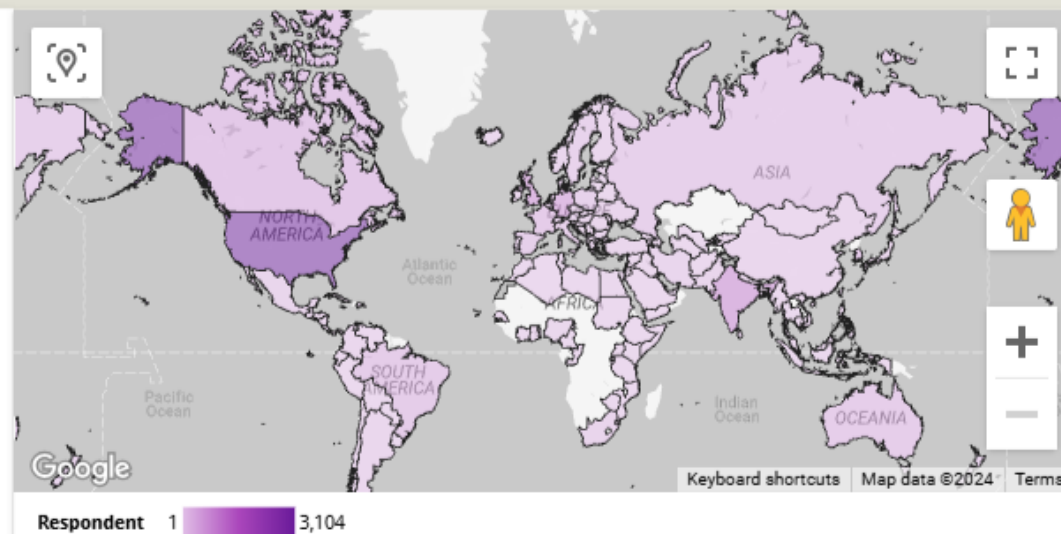 ASIA
NORTH
AMERICA
Atlantic
Ocean
AFRICA
SOUTH
AMERICA
Pacific
Ocean
Indian
Ocean
OCEANIA
Google
Keyboard shortcuts
Map data ©2024
Terms
Respondent 1 3,104